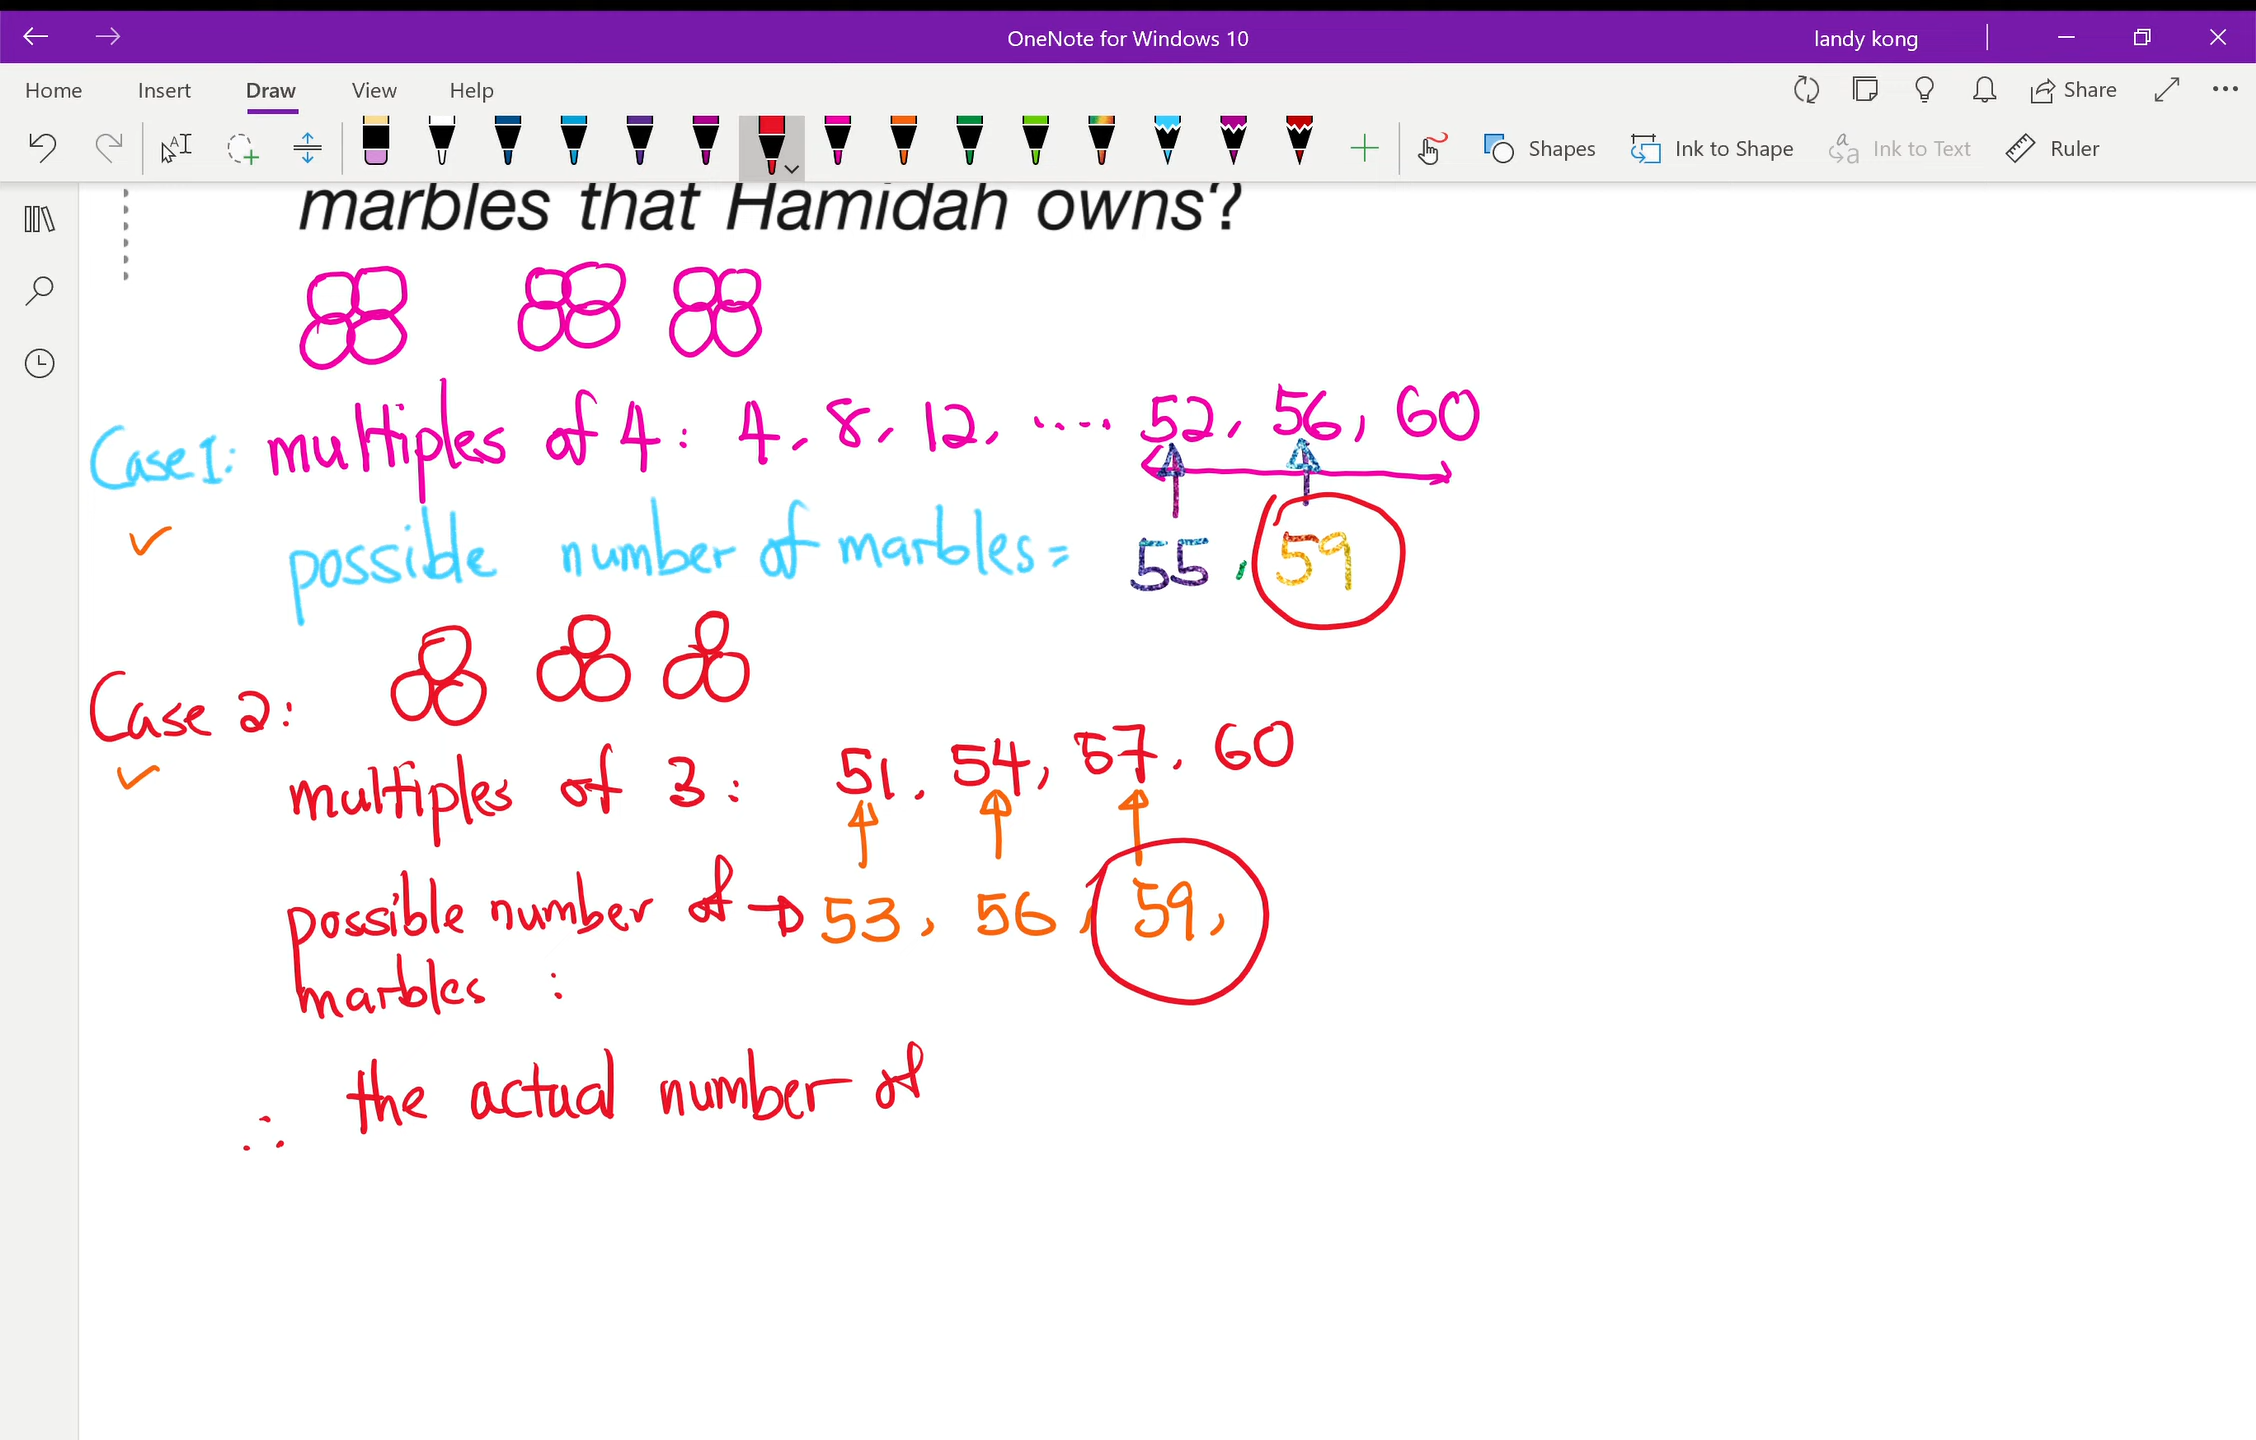 OneNote for Windows 10
landy kong
Home Insert Draw View Help
Share
Shapes Ink to Shape Ink to Text Ruler
marbles that Hamidah owns?
Case 1: multiples of 4 : 4, 8, 12, .... 52, 56, 60
possible number of marbles = 55, 59
Case 2:
multiples of 3 : 51, 54, 57, 60
possible number of → 53, 56, 59,
marbles :
∴ the actual number of